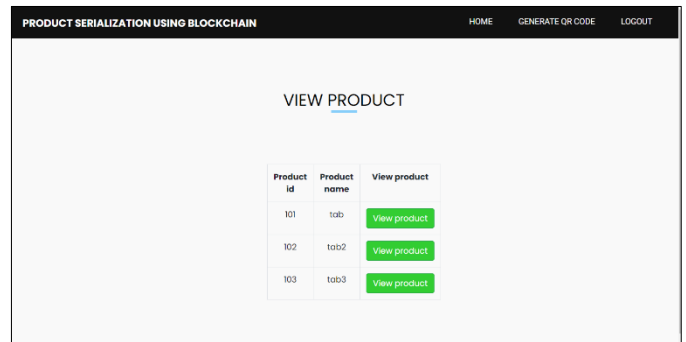 PRODUCT SERIALIZATION USING BLOCKCHAIN HOME GENERATE QR CODE LOGOUT
VIEW PRODUCT
Product id Product name View product
101 tab View product
102 tab2 View product
103 tab3 View product